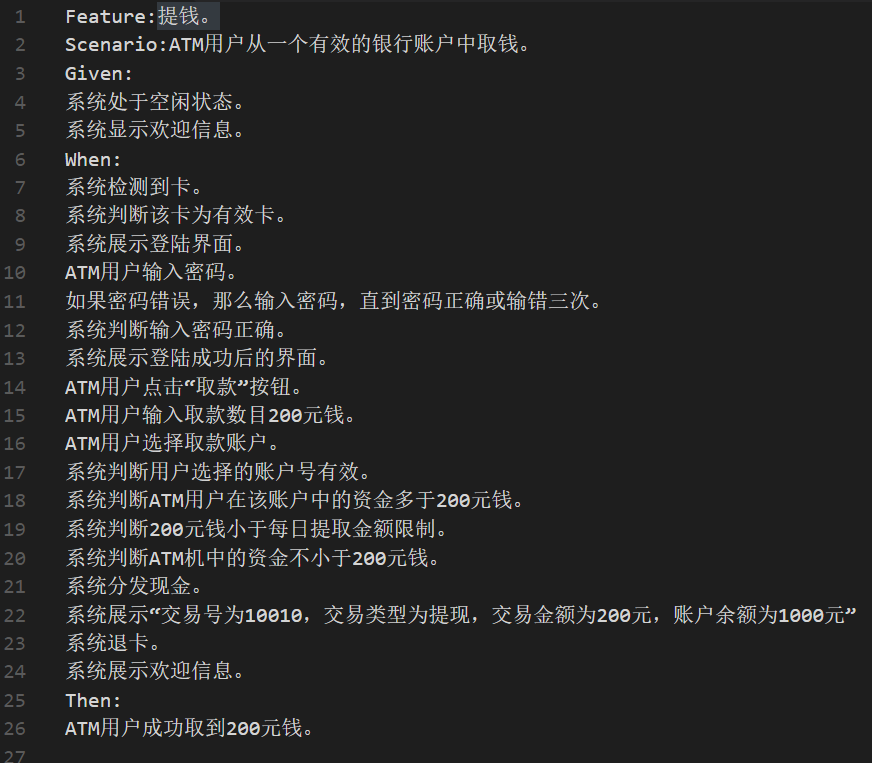 1 Feature:提钱。
2 Scenario:ATM用户从一个有效的银行账户中取钱。
3 Given:
4 系统处于空闲状态。
5 系统显示欢迎信息。
6 When:
7 系统检测到卡。
8 系统判断该卡为有效卡。
9 系统展示登陆界面。
10 ATM用户输入密码。
11 如果密码错误，那么输入密码，直到密码正确或输错三次。
12 系统判断输入密码正确。
13 系统展示登陆成功后的界面。
14 ATM用户点击“取款”按钮。
15 ATM用户输入取款数目200元钱。
16 ATM用户选择取款账户。
17 系统判断用户选择的账户号有效。
18 系统判断ATM用户在该账户中的资金多于200元钱。
19 系统判断200元钱小于每日提取金额限制。
20 系统判断ATM机中的资金不小于200元钱。
21 系统分发现金。
22 系统展示“交易号为10010，交易类型为提现，交易金额为200元，账户余额为1000元”
23 系统退卡。
24 系统展示欢迎信息。
25 Then:
26 ATM用户成功取到200元钱。
27